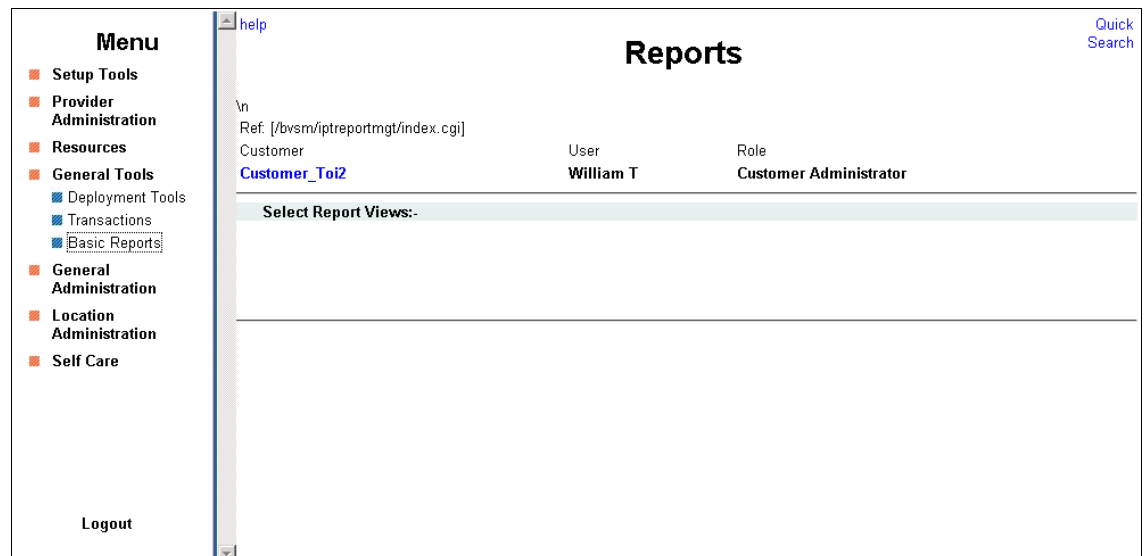 Menu
Setup Tools
Provider
Administration
Resources
General Tools
Deployment Tools
Transactions
Basic Reports
General
Administration
Location
Administration
Self Care
Logout
help
Quick
Search
Reports
\n
Ref: [/bvsm/iptreportmgt/index.cgi]
Customer User Role
Customer_Toi2 William T Customer Administrator
Select Report Views:-